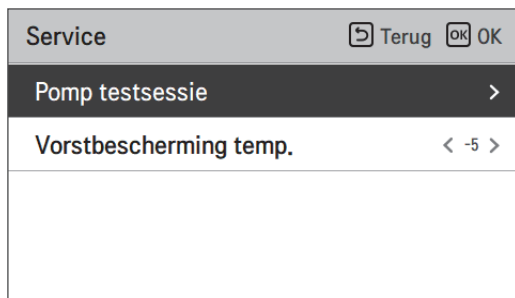 Service Terug OK OK
Pomp testsessie >
Vorstbescherming temp. < -5 >